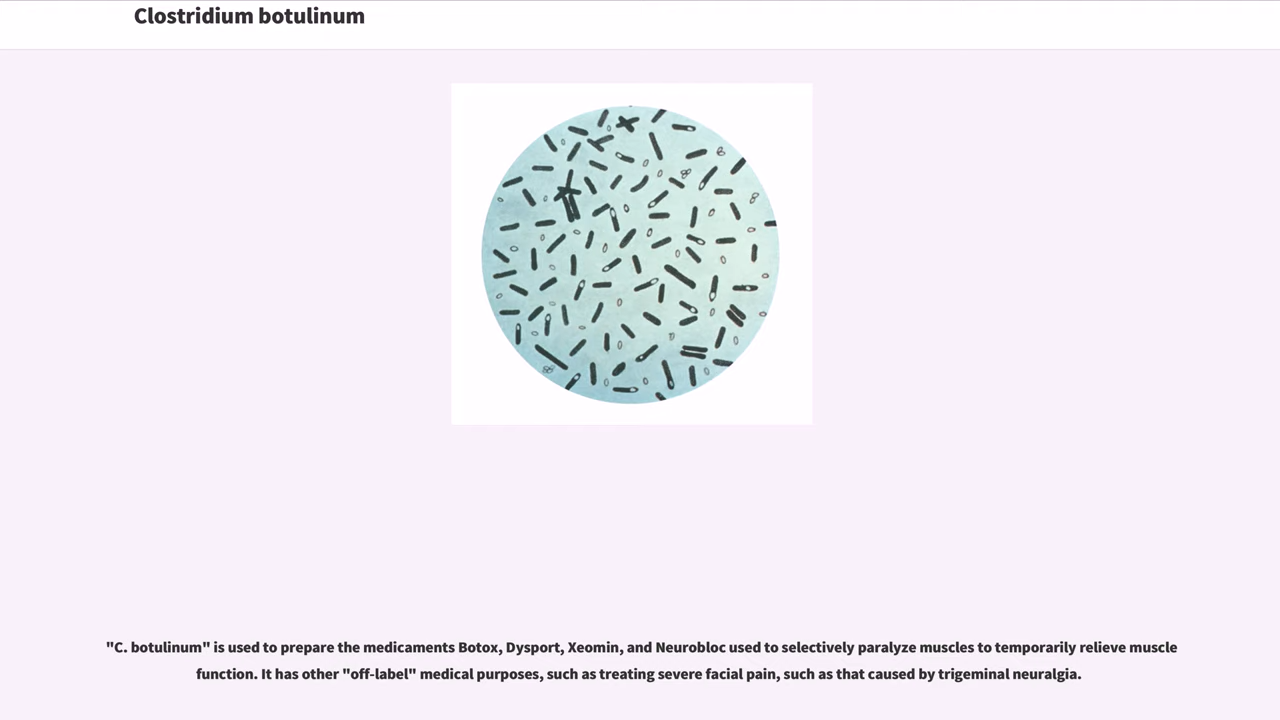 Clostridium botulinum
"C. botulinum" is used to prepare the medicaments Botox, Dysport, Xeomin, and Neurobloc used to selectively paralyze muscles to temporarily relieve muscle
function. It has other "off-label" medical purposes, such as treating severe facial pain, such as that caused by trigeminal neuralgia.